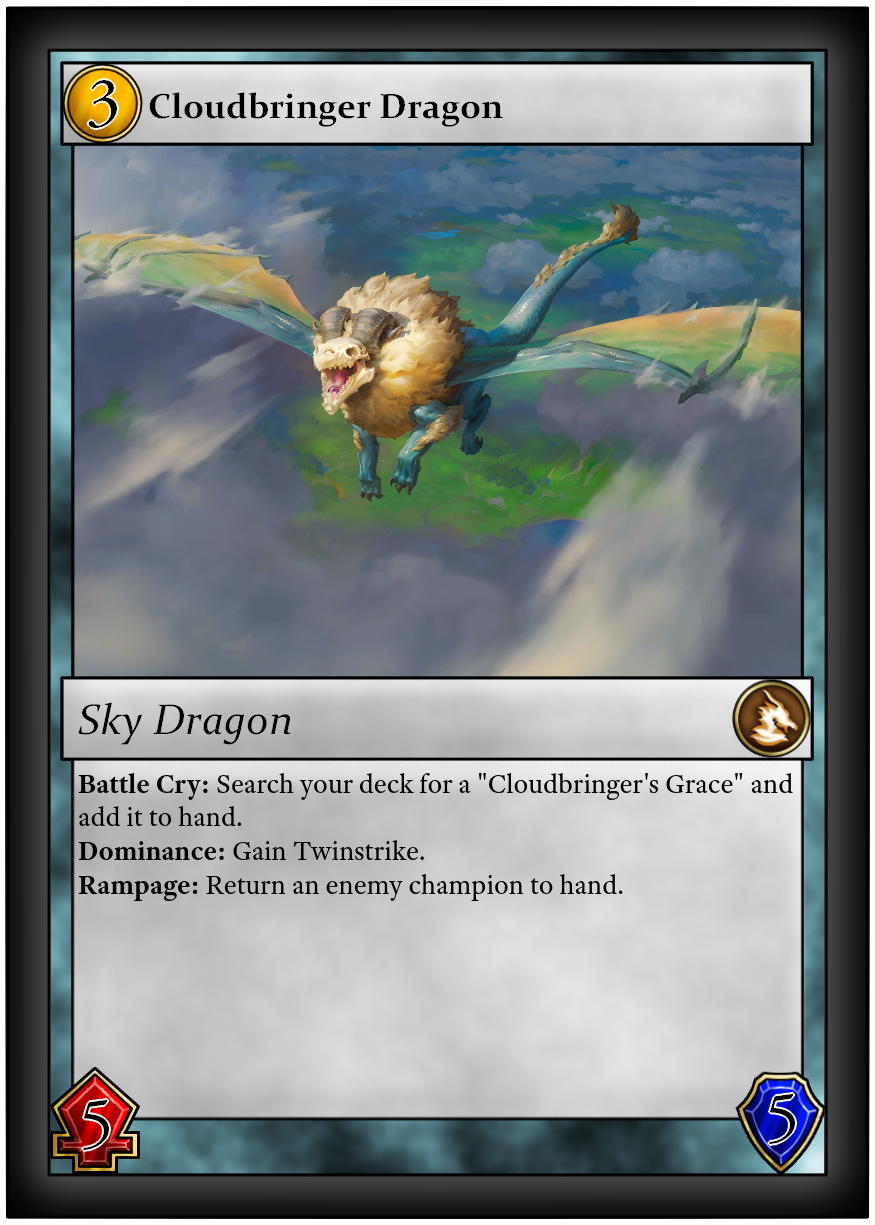 3
Cloudbringer Dragon
Sky Dragon
Battle Cry: Search your deck for a "Cloudbringer's Grace" and
add it to hand.
Dominance: Gain Twinstrike.
Rampage: Return an enemy champion to hand.
5
5